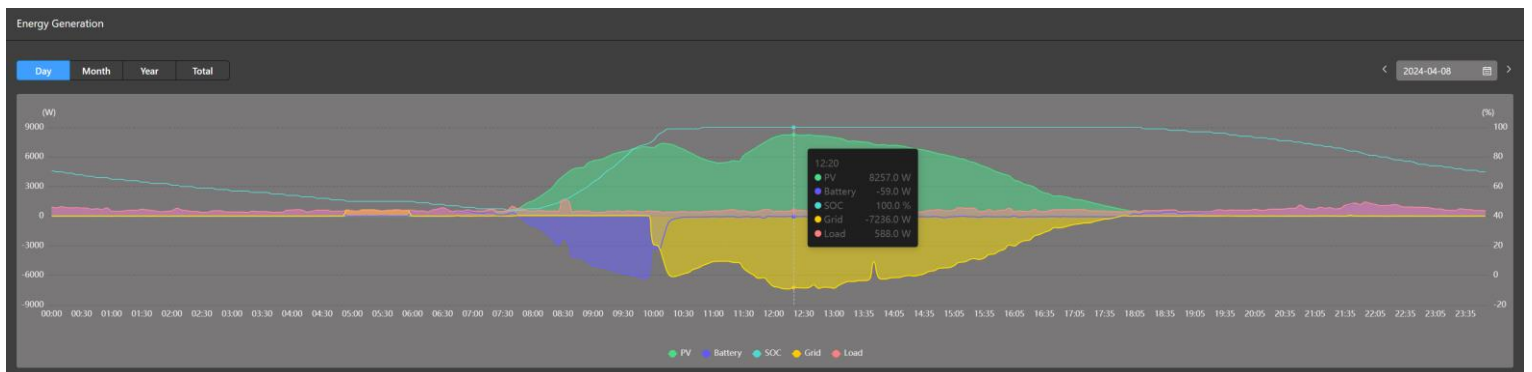 Energy Generation
Day Month Year Total
2024-04-08
(W) (%)
9000 100
6000 80
3000 60
0 40
-3000 20
-6000 0
-9000 -20
12:20
PV 8257.0 W
Battery -59.0 W
SOC 100.0 %
Grid -7236.0 W
Load 588.0 W
00:00 00:30 01:00 01:30 02:00 02:30 03:00 03:30 04:00 04:30 05:00 05:30 06:00 06:30 07:00 07:30 08:00 08:30 09:00 09:30 10:00 10:30 11:00 11:30 12:00 12:30 13:00 13:35 14:05 14:35 15:05 15:35 16:05 16:35 17:05 17:35 18:05 18:35 19:05 19:35 20:05 20:35 21:05 21:35 22:05 22:35 23:05 23:35
PV Battery SOC Grid Load